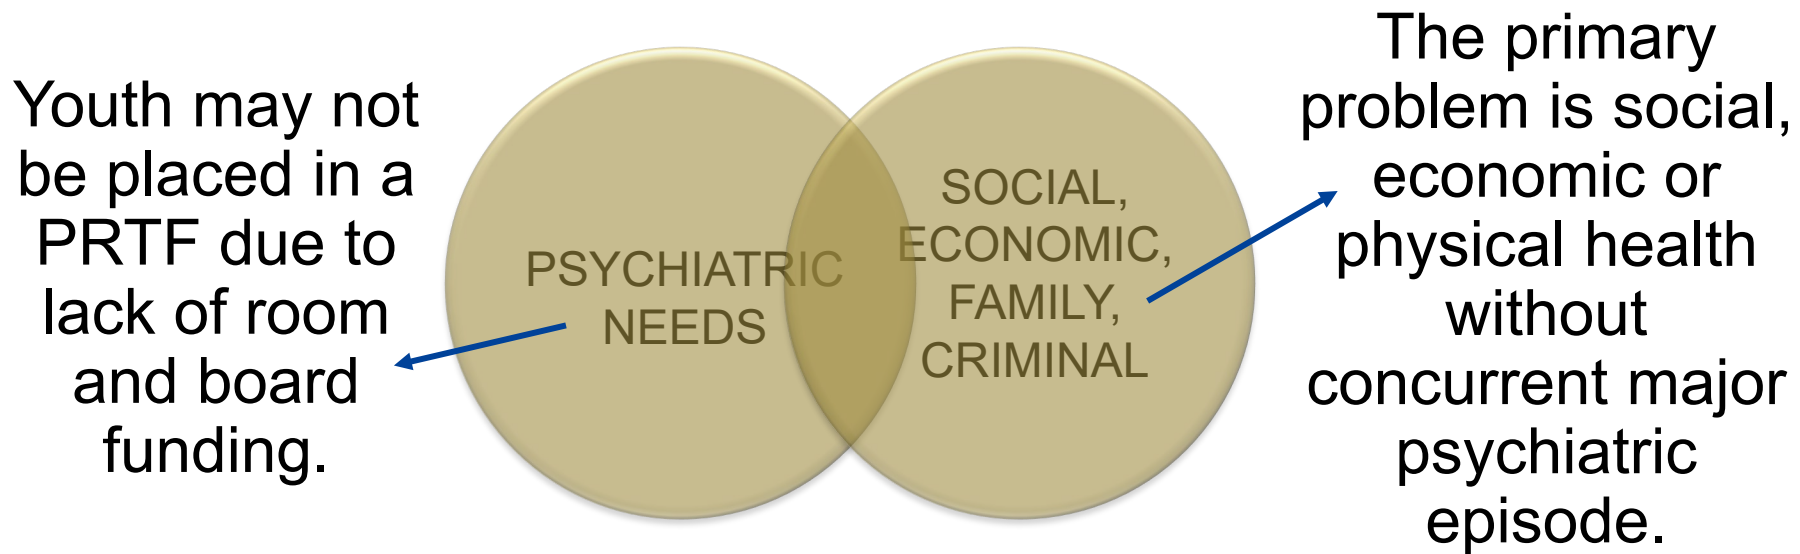 Youth may not
be placed in a
PRTF due to
lack of room
and board
funding.
PSYCHIATRIC
NEEDS
SOCIAL,
ECONOMIC,
FAMILY,
CRIMINAL
The primary
problem is social,
economic or
physical health
without
concurrent major
psychiatric
episode.